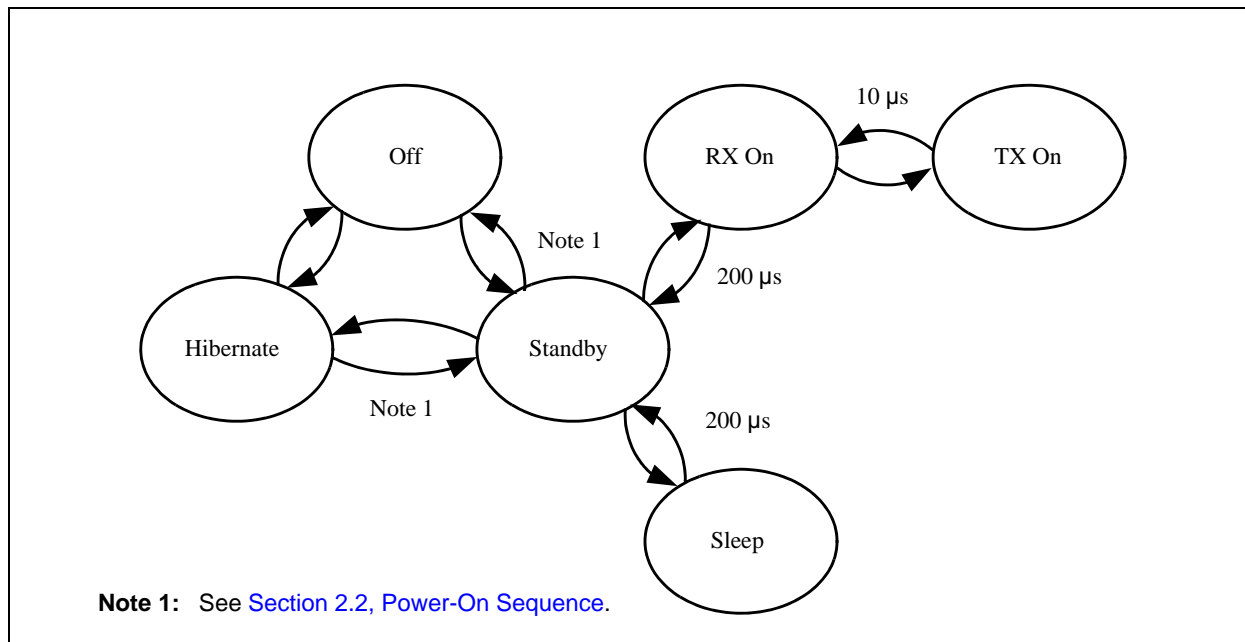 10 μs
Off
RX On
TX On
Note 1
200 μs
Hibernate
Standby
Note 1
200 μs
Sleep
Note 1: See Section 2.2, Power-On Sequence.